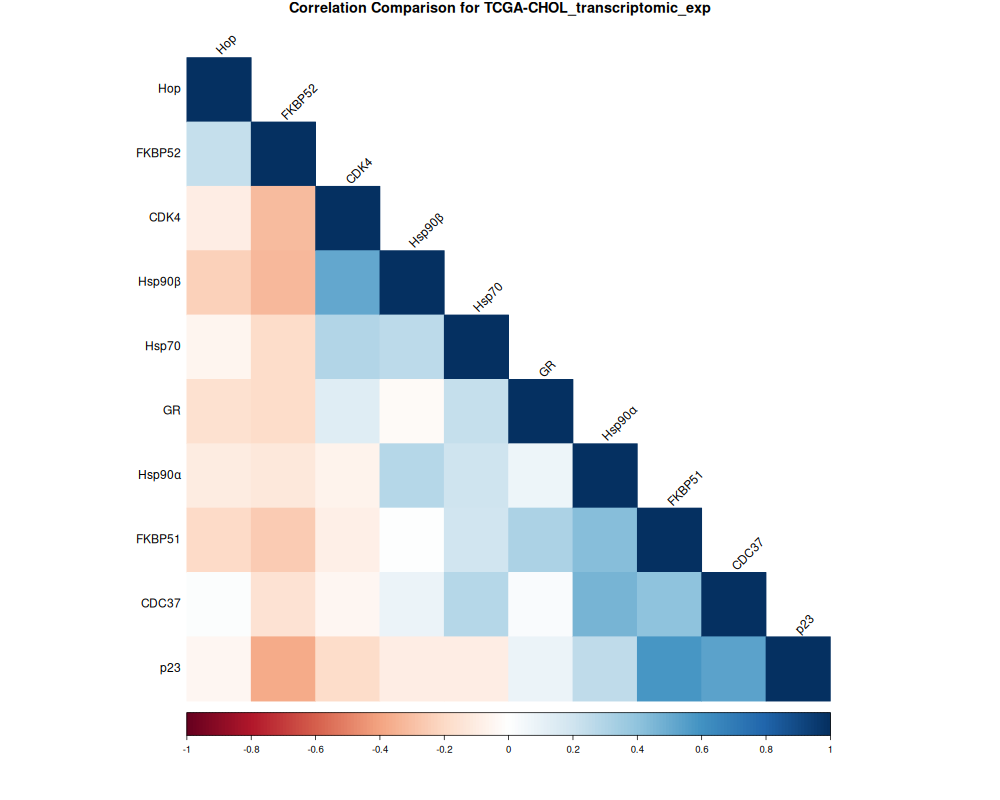 Correlation Comparison for TCGA-CHOL_transcriptomic_exp
Hop
Hop
FKBP52
FKBP52
CDK4
CDK4
Hsp90β
Hsp90β
Hsp70
Hsp70
GR
GR
Hsp90α
Hsp90α
FKBP51
FKBP51
CDC37
CDC37
p23
p23
-1 -0.8 -0.6 -0.4 -0.2 0 0.2 0.4 0.6 0.8 1